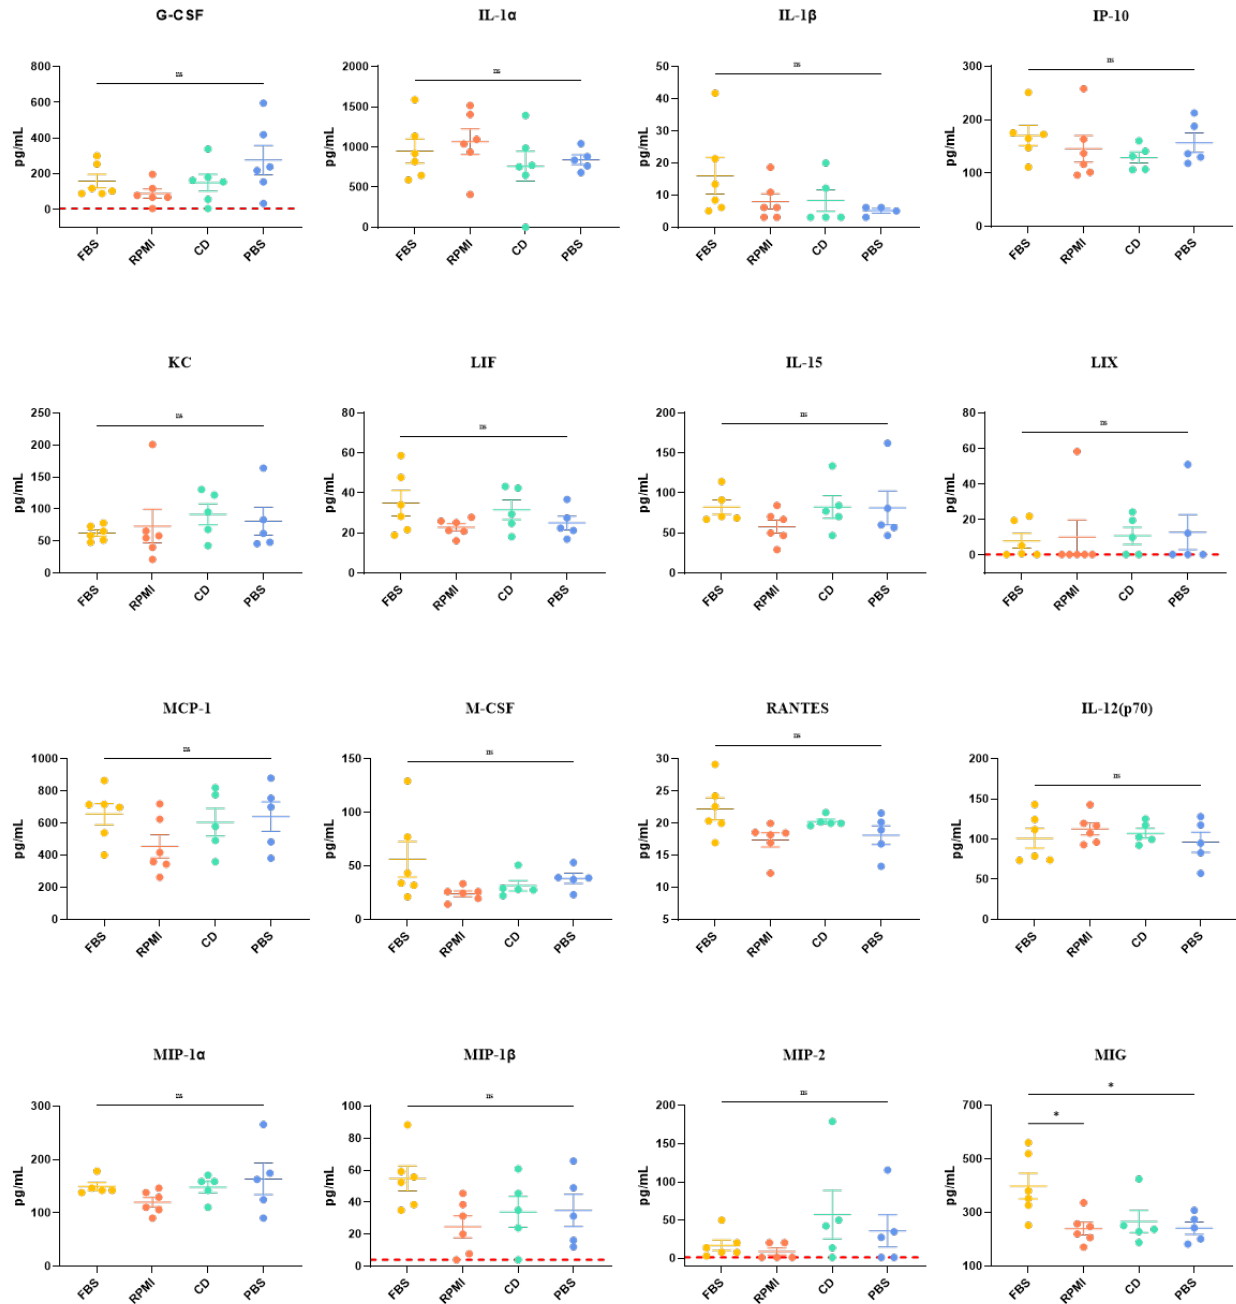 G-CSF
800
600
400
200
0
pg/mL
ns
FBS
RPMI
CD
PBS
IL-1α
2000
1500
1000
500
0
pg/mL
ns
FBS
RPMI
CD
PBS
IL-1β
50
40
30
20
10
0
pg/mL
ns
FBS
RPMI
CD
PBS
IP-10
300
200
100
0
pg/mL
ns
FBS
RPMI
CD
PBS
KC
250
200
150
100
50
0
pg/mL
ns
FBS
RPMI
CD
PBS
LIF
80
60
40
20
0
pg/mL
ns
FBS
RPMI
CD
PBS
IL-15
200
150
100
50
0
pg/mL
ns
FBS
RPMI
CD
PBS
LIX
80
60
40
20
0
pg/mL
ns
FBS
RPMI
CD
PBS
MCP-1
1000
800
600
400
200
0
pg/mL
ns
FBS
RPMI
CD
PBS
M-CSF
150
100
50
0
pg/mL
ns
FBS
RPMI
CD
PBS
RANTES
30
25
20
15
10
5
pg/mL
ns
FBS
RPMI
CD
PBS
IL-12(p70)
200
150
100
50
0
pg/mL
ns
FBS
RPMI
CD
PBS
MIP-1α
300
200
100
0
pg/mL
ns
FBS
RPMI
CD
PBS
MIP-1β
100
80
60
40
20
0
pg/mL
ns
FBS
RPMI
CD
PBS
MIP-2
200
150
100
50
0
pg/mL
ns
FBS
RPMI
CD
PBS
MIG
700
500
300
100
pg/mL
*
*
FBS
RPMI
CD
PBS